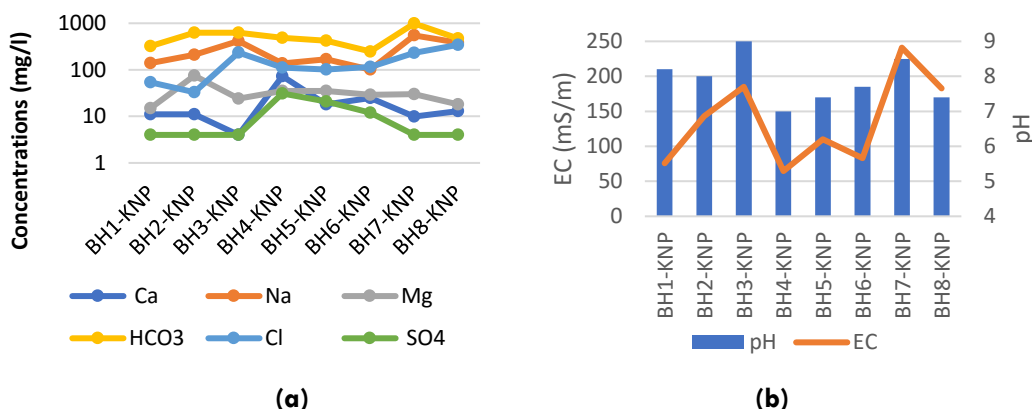 Concentrations (mg/l)
1000
100
10
1
BH1-KNP
BH2-KNP
BH3-KNP
BH4-KNP
BH5-KNP
BH6-KNP
BH7-KNP
BH8-KNP
Ca
Na
Mg
HCO3
Cl
SO4
(a)
EC (mS/m)
250
200
150
100
50
0
pH
9
8
7
6
5
4
BH1-KNP
BH2-KNP
BH3-KNP
BH4-KNP
BH5-KNP
BH6-KNP
BH7-KNP
BH8-KNP
pH
EC
(b)